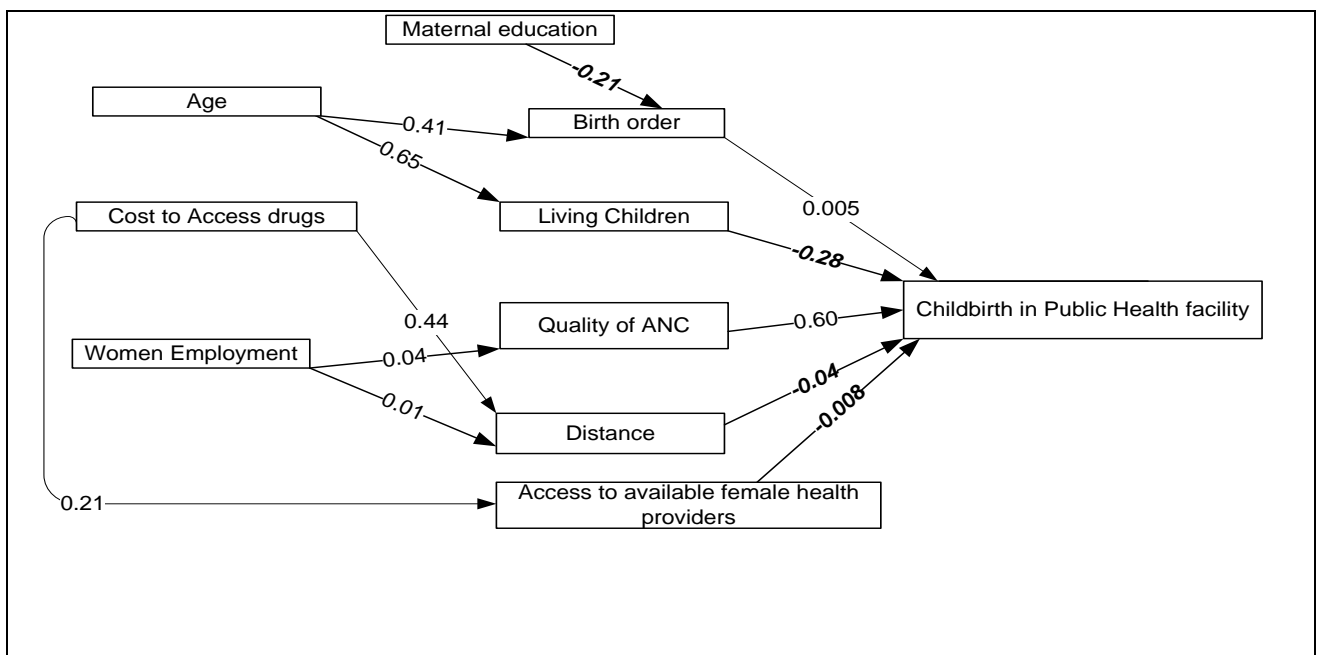 Maternal education
-0.21
Age
Birth order
0.41
0.65
Cost to Access drugs
Living Children
0.005
-0.28
Childbirth in Public Health facility
0.44
Quality of ANC
0.60
Women Employment
0.04
-0.04
0.01
-0.008
Distance
Access to available female health
providers
0.21